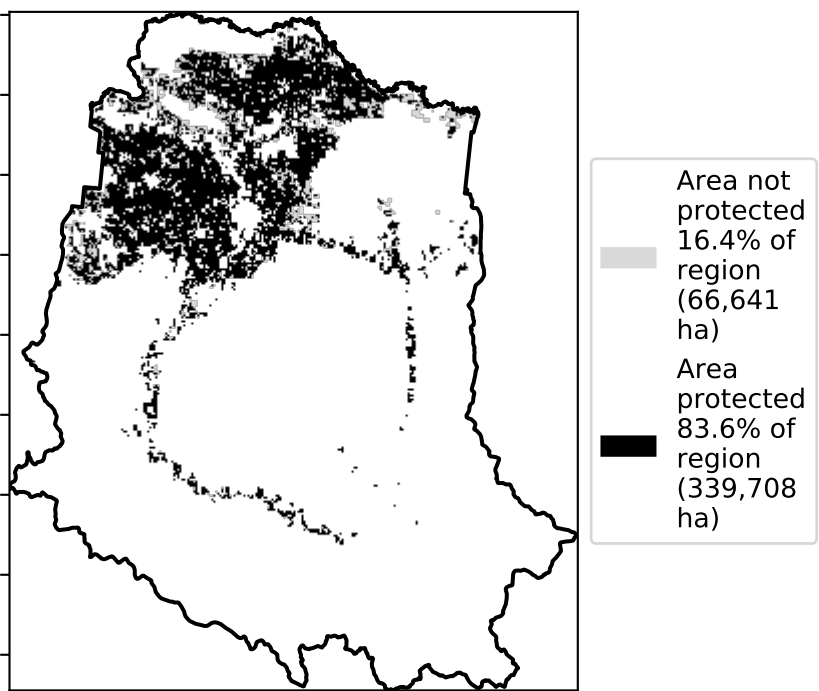 Area not
protected
16.4% of
region
(66,641
ha)
Area
protected
83.6% of
region
(339,708
ha)